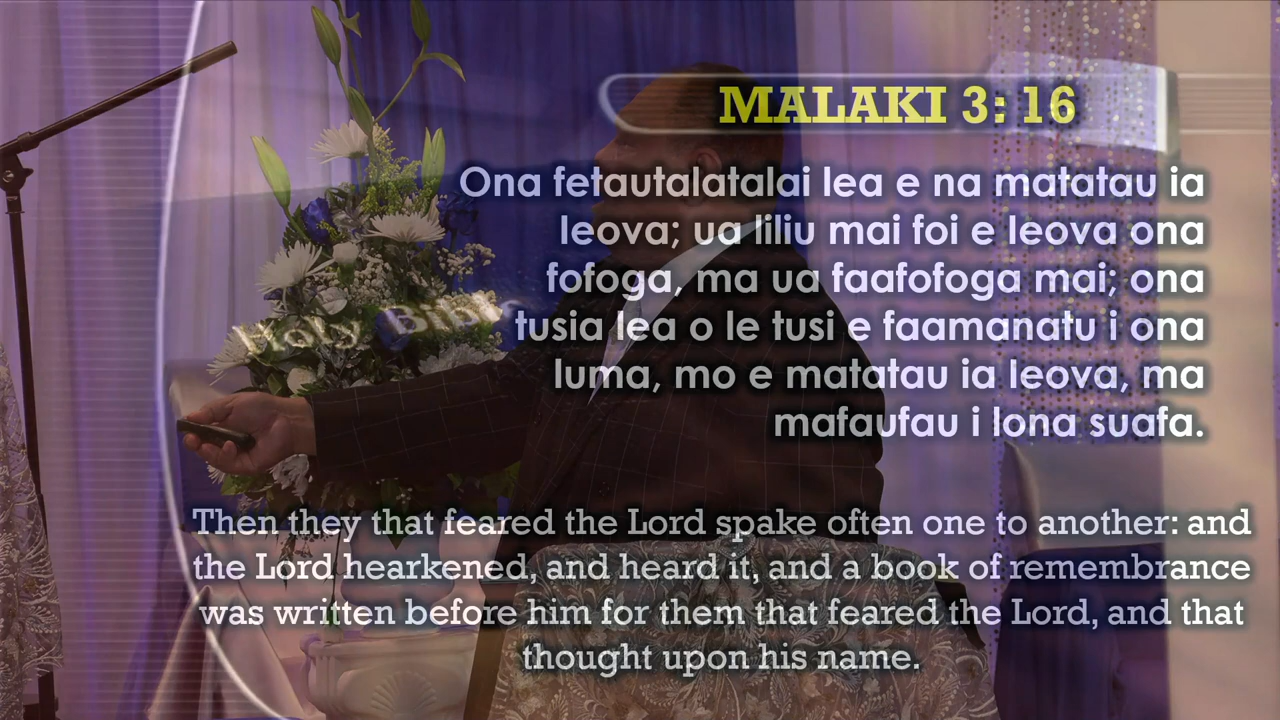 MALAKI 3: 16
Ona fetautalatalai lea e na matatau ia
Ieova; ua liliu mai foi e Ieova ona
fofoga, ma ua faafofoga mai; ona
Holy Bible
tusia lea o le tusi e faamanatu i ona
luma, mo e matatau ia Ieova, ma
mafaufau i lona suafa.
Then they that feared the Lord spake often one to another: and
the Lord hearkened, and heard it, and a book of remembrance
was written before him for them that feared the Lord, and that
thought upon his name.